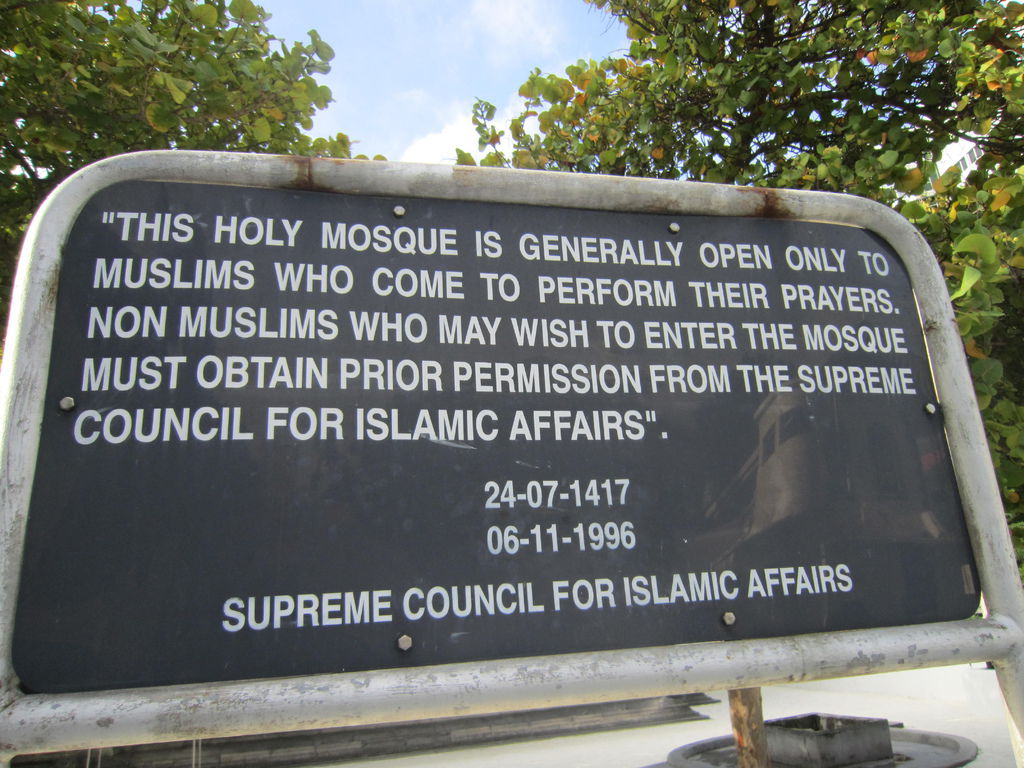 "THIS HOLY MOSQUE IS GENERALLY OPEN ONLY TO
MUSLIMS WHO COME TO PERFORM THEIR PRAYERS.
NON MUSLIMS WHO MAY WISH TO ENTER THE MOSQUE
MUST OBTAIN PRIOR PERMISSION FROM THE SUPREME
COUNCIL FOR ISLAMIC AFFAIRS".
24-07-1417
06-11-1996
SUPREME COUNCIL FOR ISLAMIC AFFAIRS